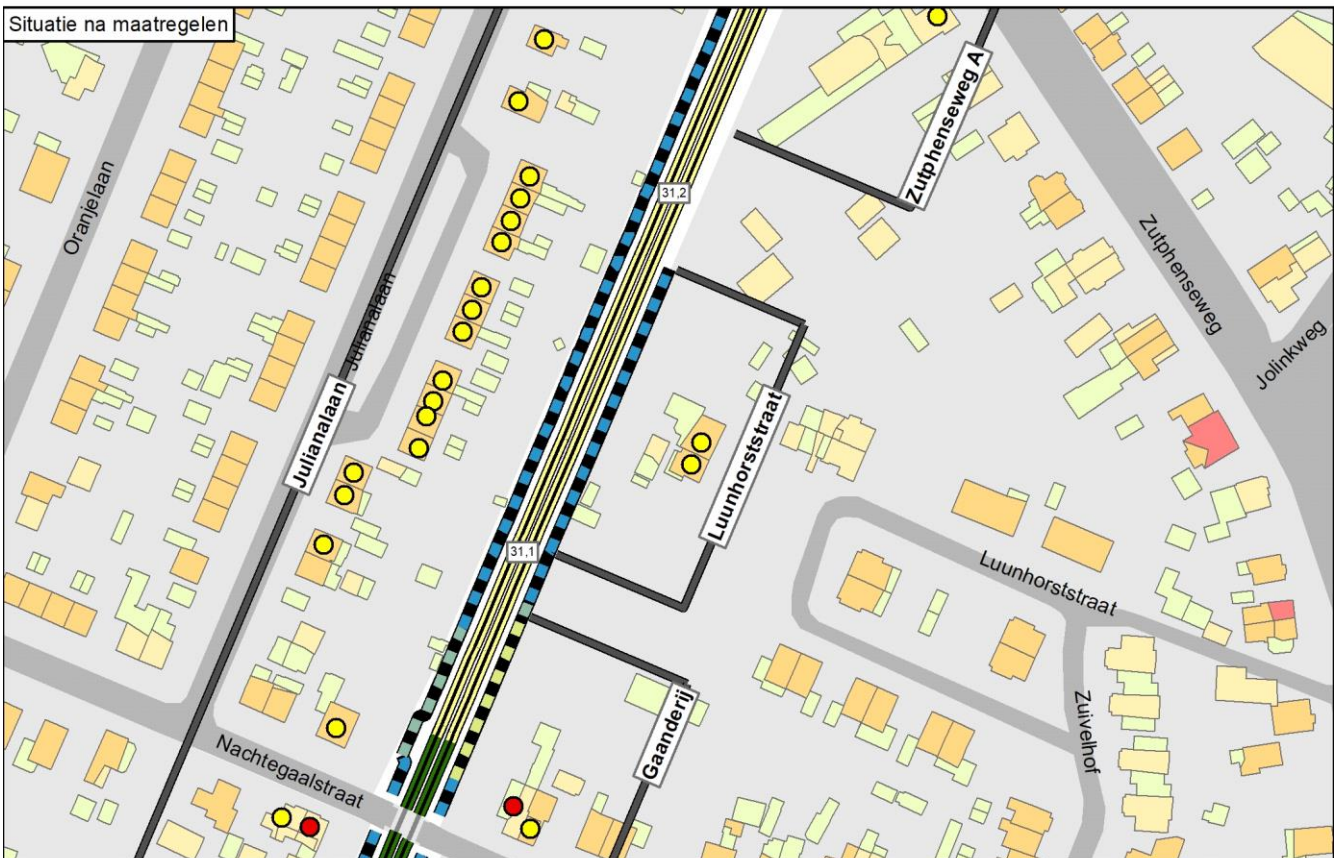 Situatie na maatregelen
Oranjelaan
Julianalaan
Julianalaan
31,2
Zutphenseweg A
Zutphenseweg
Jolinkweg
Luunhorststraat
31,1
Luunhorststraat
Zuivelhof
Gaanderij
Nachtegaalstraat